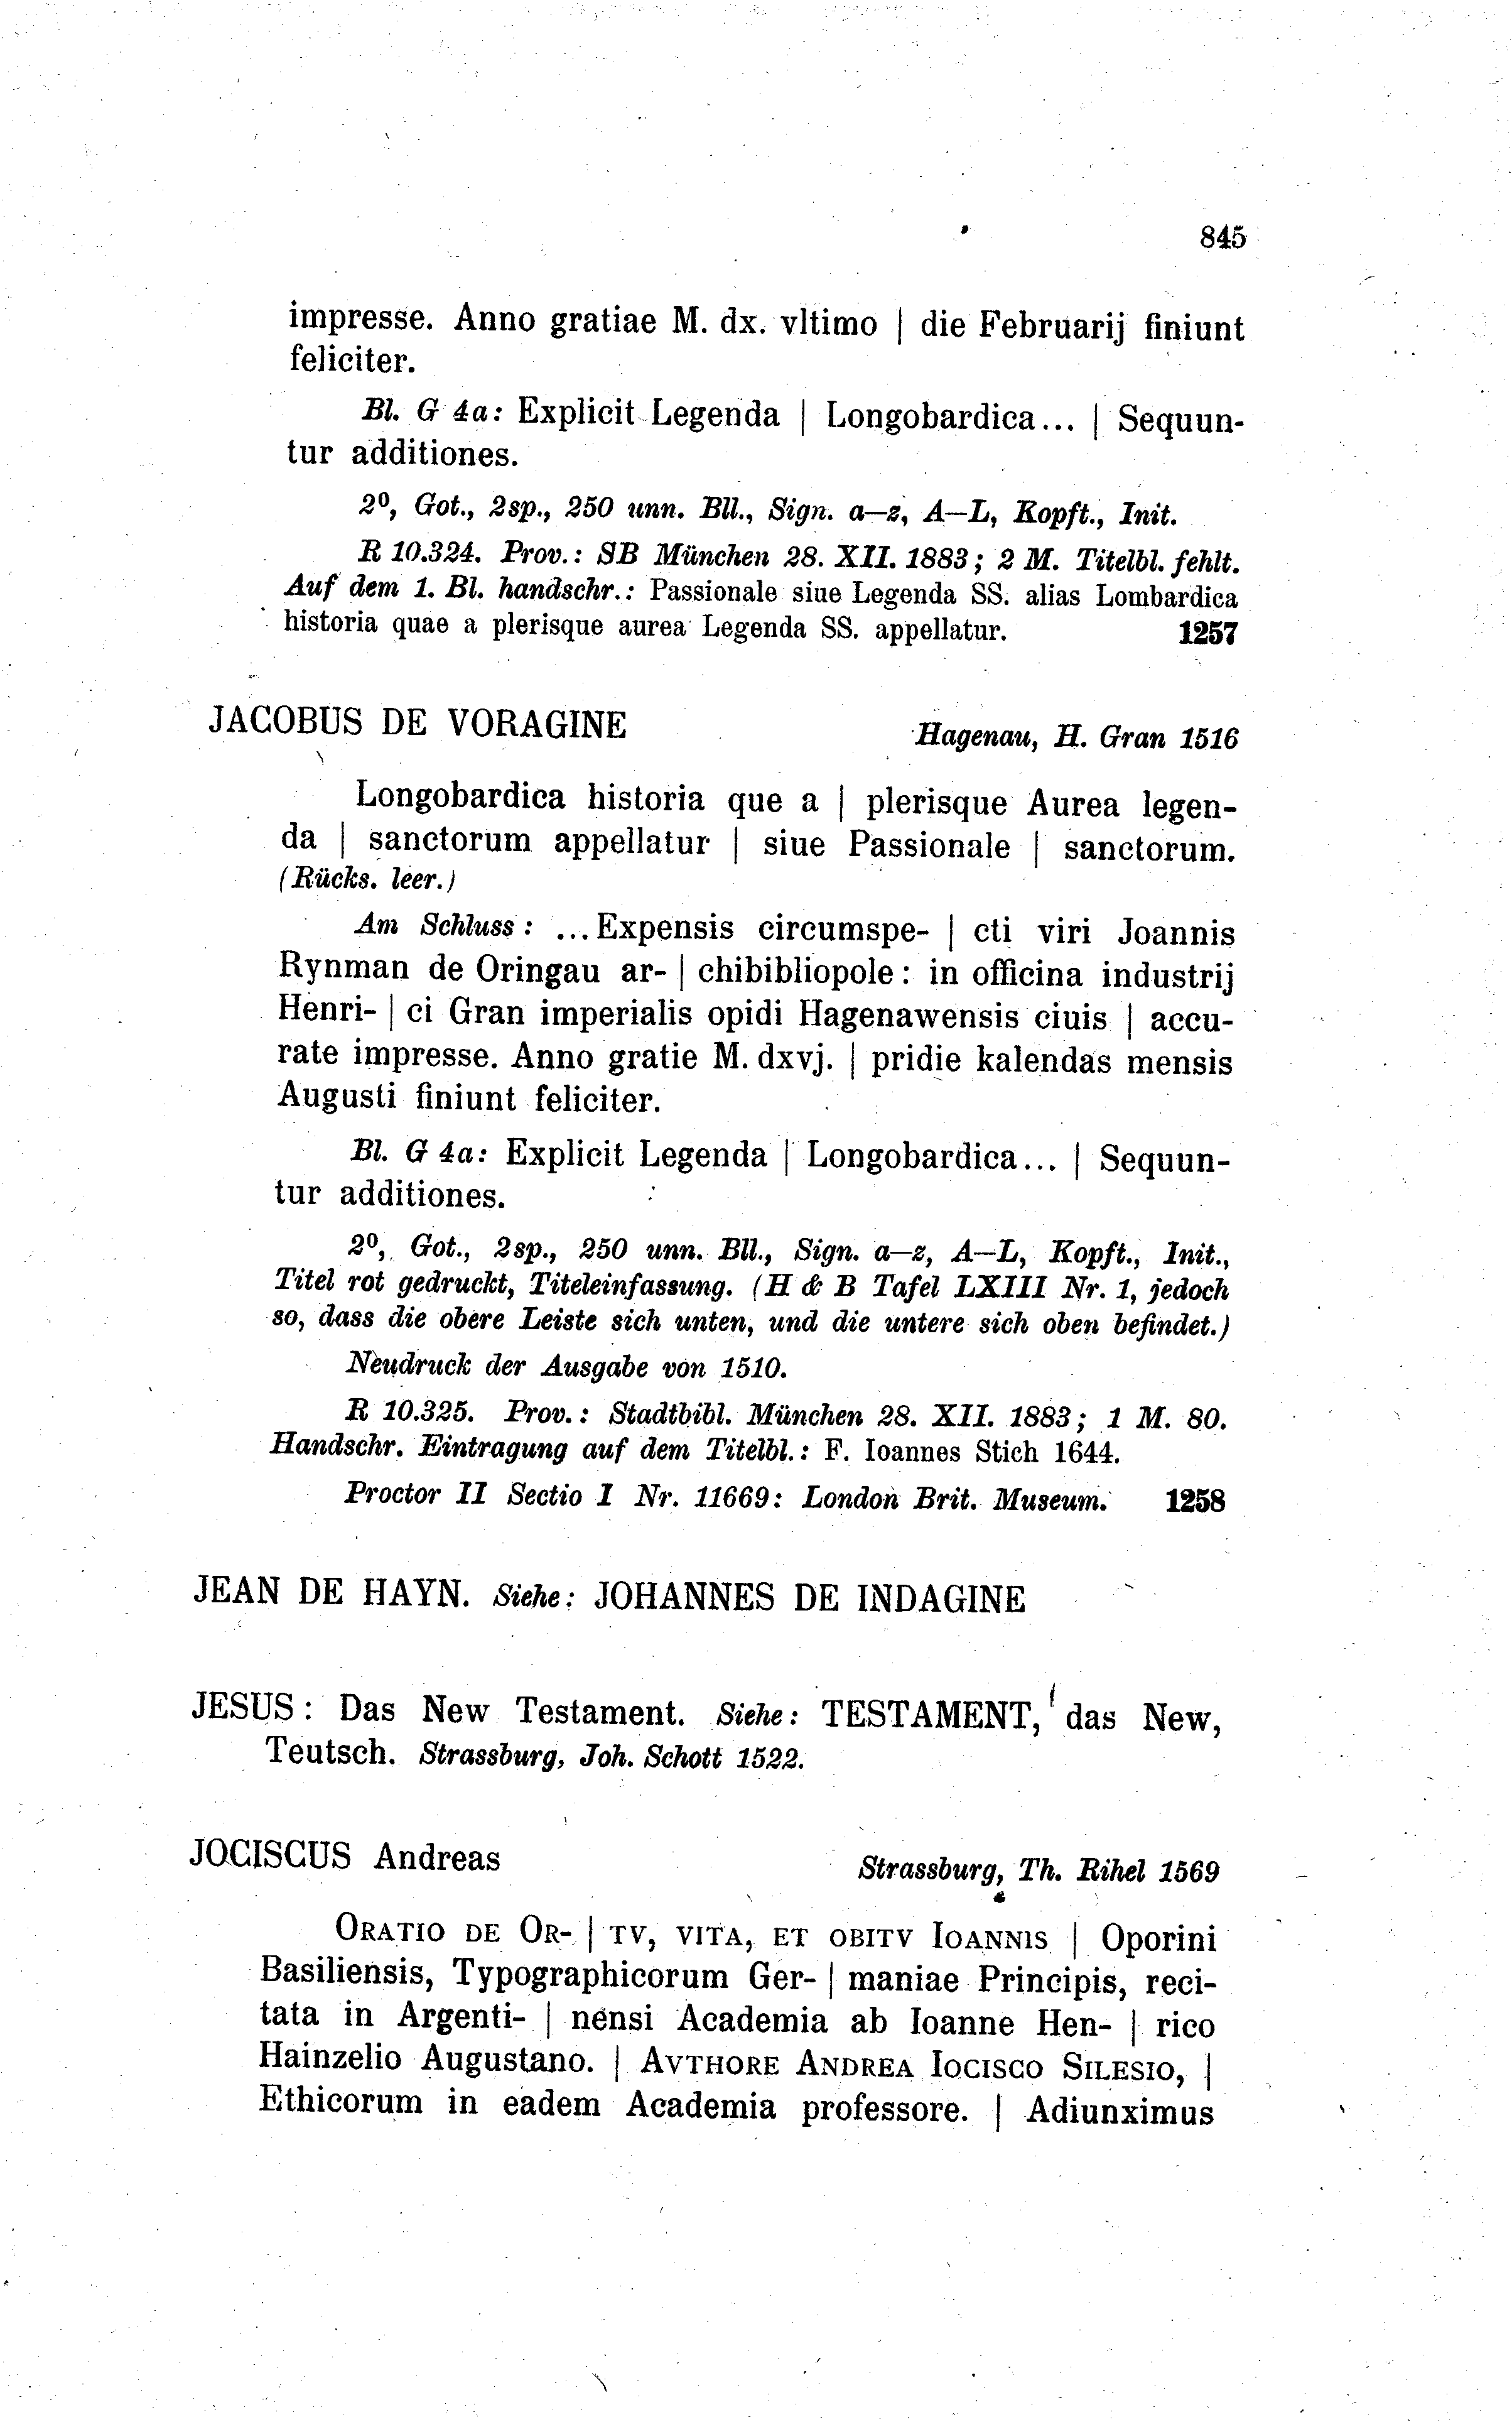 845
impresse. Anno gratiae M. dx. vltimo | die Februarij finiunt
feliciter.
Bl. G 4a: Explicit Legenda | Longobardica... | Sequun-
tur additiones.
2⁰, Got., 2sp., 250 unn. Bll., Sign. a—z, A—L, Kopft., Init.
R 10.324. Prov.: SB München 28. XII. 1883; 2 M. Titelbl. fehlt.
Auf dem 1. Bl. handschr.: Passionale siue Legenda SS. alias Lombardica
historia quae a plerisque aurea Legenda SS. appellatur. 1257
JACOBUS DE VORAGINE Hagenau, H. Gran 1516
Longobardica historia que a | plerisque Aurea legen-
da | sanctorum appellatur | siue Passionale | sanctorum.
(Rücks. leer.)
Am Schluss: ...Expensis circumspe- | cti viri Joannis
Rynman de Oringau ar- | chibibliopole: in officina industrij
Henri- | ci Gran imperialis opidi Hagenawensis ciuis | accu-
rate impresse. Anno gratie M. dxvj. | pridie kalendas mensis
Augusti finiunt feliciter.
Bl. G 4a: Explicit Legenda | Longobardica... | Sequun-
tur additiones.
2⁰, Got., 2sp., 250 unn. Bll., Sign. a—z, A—L, Kopft., Init.,
Titel rot gedruckt, Titeleinfassung. (H & B Tafel LXIII Nr. 1, jedoch
so, dass die obere Leiste sich unten, und die untere sich oben befindet.)
Neudruck der Ausgabe von 1510.
R 10.325. Prov.: Stadtbibl. München 28. XII. 1883; 1 M. 80.
Handschr. Eintragung auf dem Titelbl.: F. Ioannes Stich 1644.
Proctor II Sectio I Nr. 11669: London Brit. Museum. 1258
JEAN DE HAYN. Siehe: JOHANNES DE INDAGINE
JESUS: Das New Testament. Siehe: TESTAMENT, das New,
Teutsch. Strassburg, Joh. Schott 1522.
JOCISCUS Andreas Strassburg, Th. Rihel 1569
ORATIO DE OR- | TV, VITA, ET OBITV IOANNIS | Oporini
Basiliensis, Typographicorum Ger- | maniae Principis, reci-
tata in Argenti- | nensi Academia ab Ioanne Hen- | rico
Hainzelio Augustano. | AVTHORE ANDREA IOCISCO SILESIO, |
Ethicorum in eadem Academia professore. | Adiunximus